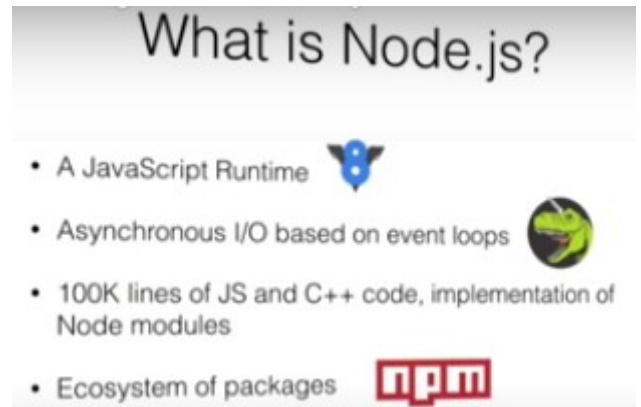 What is Node.js?
• A JavaScript Runtime 8
• Asynchronous I/O based on event loops
• 100K lines of JS and C++ code, implementation of
Node modules
• Ecosystem of packages npm